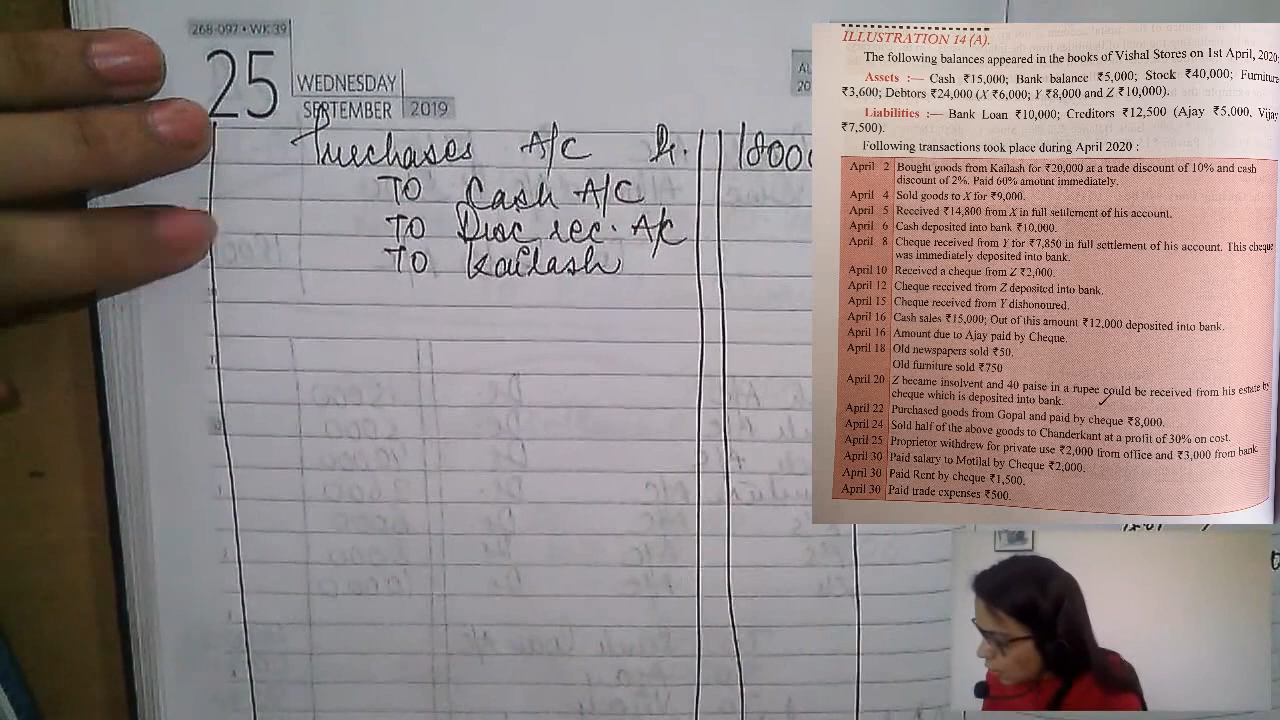 268-097 • WK 39
25
WEDNESDAY
SEPTEMBER 2019
Purchases A/C Dr. 18000
TO Cash A/C
TO Disc rec. A/c
TO Kailash
ILLUSTRATION 14 (A).
The following balances appeared in the books of Vishal Stores on 1st April, 2020
Assets :— Cash ₹15,000; Bank balance ₹5,000; Stock ₹40,000; Furniture
₹3,600; Debtors ₹24,000 (X ₹6,000; Y ₹8,000 and Z ₹10,000).
Liabilities :— Bank Loan ₹10,000; Creditors ₹12,500 (Ajay ₹5,000, Vijay
₹7,500).
Following transactions took place during April 2020 :
April 2 Bought goods from Kailash for ₹20,000 at a trade discount of 10% and cash
discount of 2%. Paid 60% amount immediately.
April 4 Sold goods to X for ₹9,000.
April 5 Received ₹14,800 from X in full settlement of his account.
April 6 Cash deposited into bank ₹10,000.
April 8 Cheque received from Y for ₹7,850 in full settlement of his account. This cheque
was immediately deposited into bank.
April 10 Received a cheque from Z ₹2,000.
April 12 Cheque received from Z deposited into bank.
April 15 Cheque received from Y dishonoured.
April 16 Cash sales ₹15,000; Out of this amount ₹12,000 deposited into bank.
April 16 Amount due to Ajay paid by Cheque.
April 18 Old newspapers sold ₹50.
Old furniture sold ₹750
April 20 Z became insolvent and 40 paise in a rupee could be received from his estate by
cheque which is deposited into bank.
April 22 Purchased goods from Gopal and paid by cheque ₹8,000.
April 24 Sold half of the above goods to Chanderkant at a profit of 30% on cost.
April 25 Proprietor withdrew for private use ₹2,000 from office and ₹3,000 from bank
April 30 Paid salary to Motilal by Cheque ₹2,000.
April 30 Paid Rent by cheque ₹1,500.
April 30 Paid trade expenses ₹500.